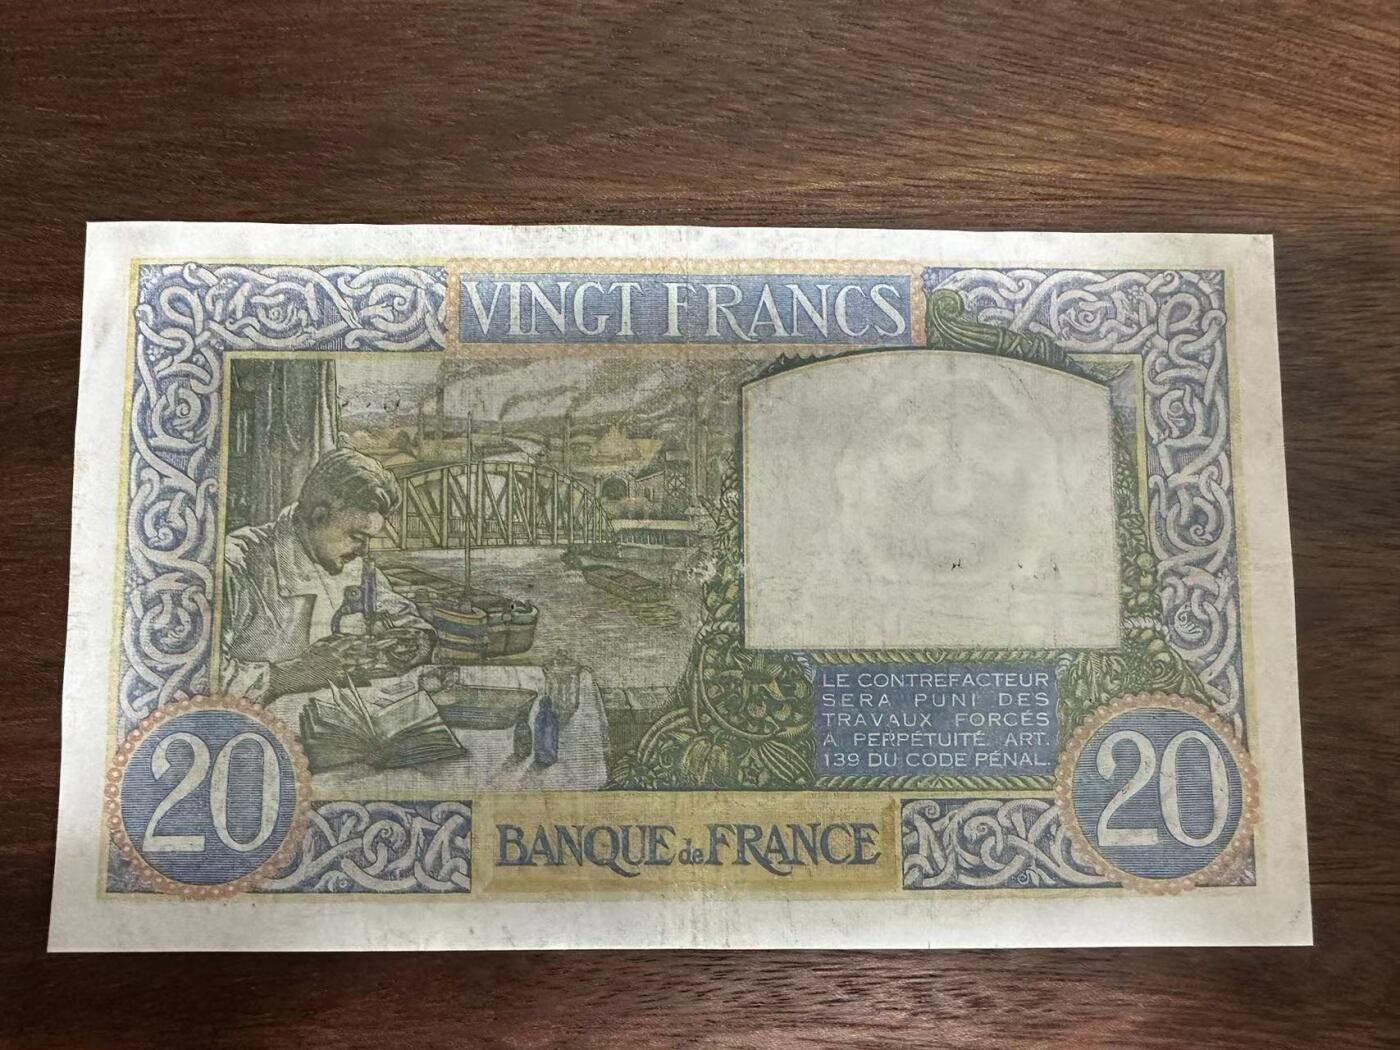 VINGT FRANCS
LE CONTREFACTEUR
SERA PUNI DES
TRAVAUX FORCÉS
A PERPÉTUITÉ ART.
139 DU CODE PÉNAL.
20
20
BANQUE de FRANCE